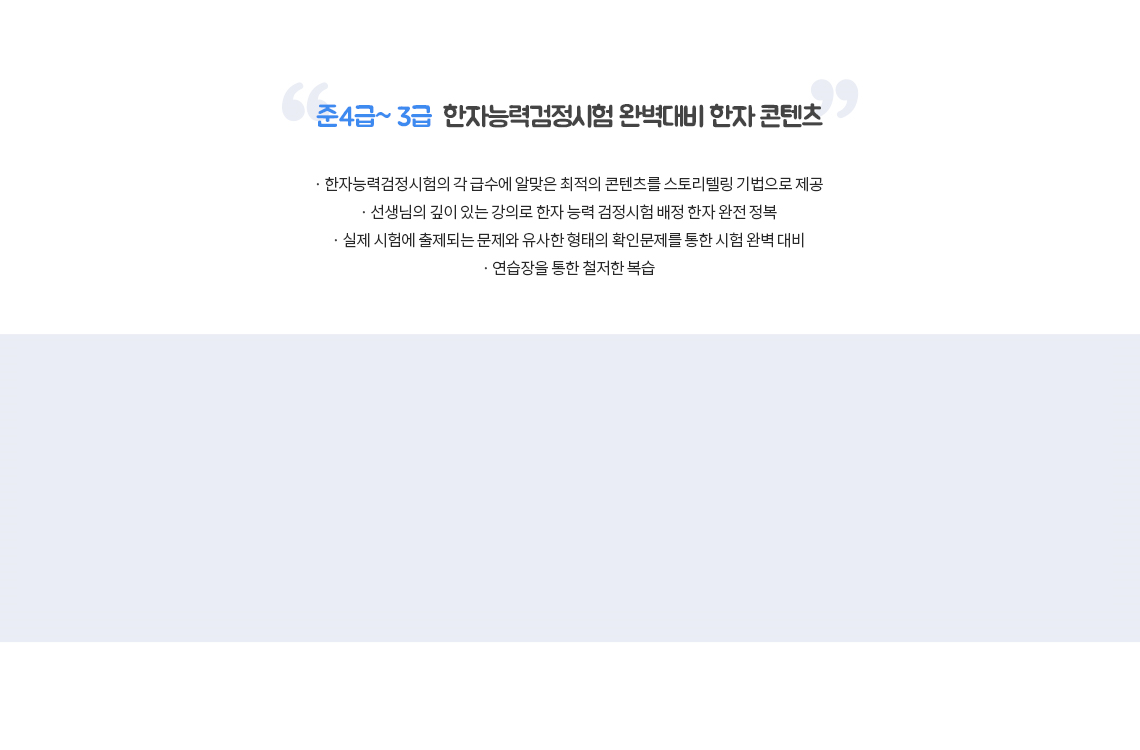 “준4급~ 3급 한자능력검정시험 완벽대비 한자 콘텐츠”
· 한자능력검정시험의 각 급수에 알맞은 최적의 콘텐츠를 스토리텔링 기법으로 제공
· 선생님의 깊이 있는 강의로 한자 능력 검정시험 배정 한자 완전 정복
· 실제 시험에 출제되는 문제와 유사한 형태의 확인문제를 통한 시험 완벽 대비
· 연습장을 통한 철저한 복습